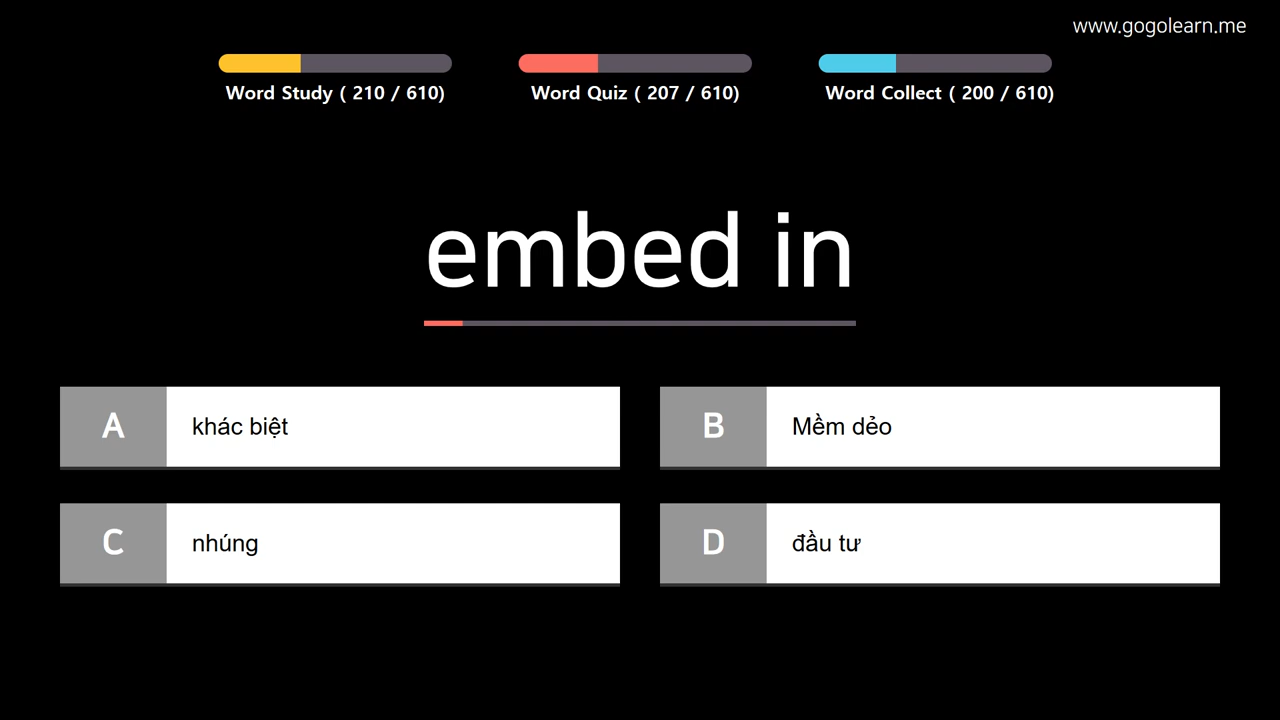 www.gogolearn.me
Word Study ( 210 / 610)
Word Quiz ( 207 / 610)
Word Collect ( 200 / 610)
embed in
A
khác biệt
B
Mềm dẻo
C
nhúng
D
đầu tư